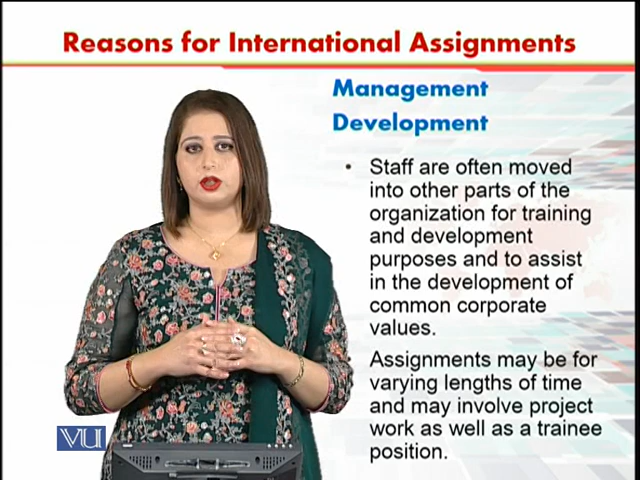 Reasons for International Assignments
Management
Development
• Staff are often moved
into other parts of the
organization for training
and development
purposes and to assist
in the development of
common corporate
values.
Assignments may be for
varying lengths of time
and may involve project
work as well as a trainee
position.
VU